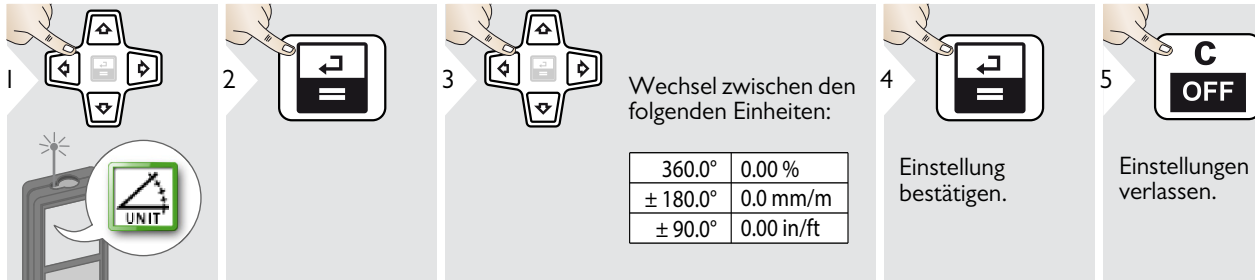 1
UNIT
2
3
Wechsel zwischen den
folgenden Einheiten:
360.0° 0.00 %
± 180.0° 0.0 mm/m
± 90.0° 0.00 in/ft
4
Einstellung
bestätigen.
5
C
OFF
Einstellungen
verlassen.